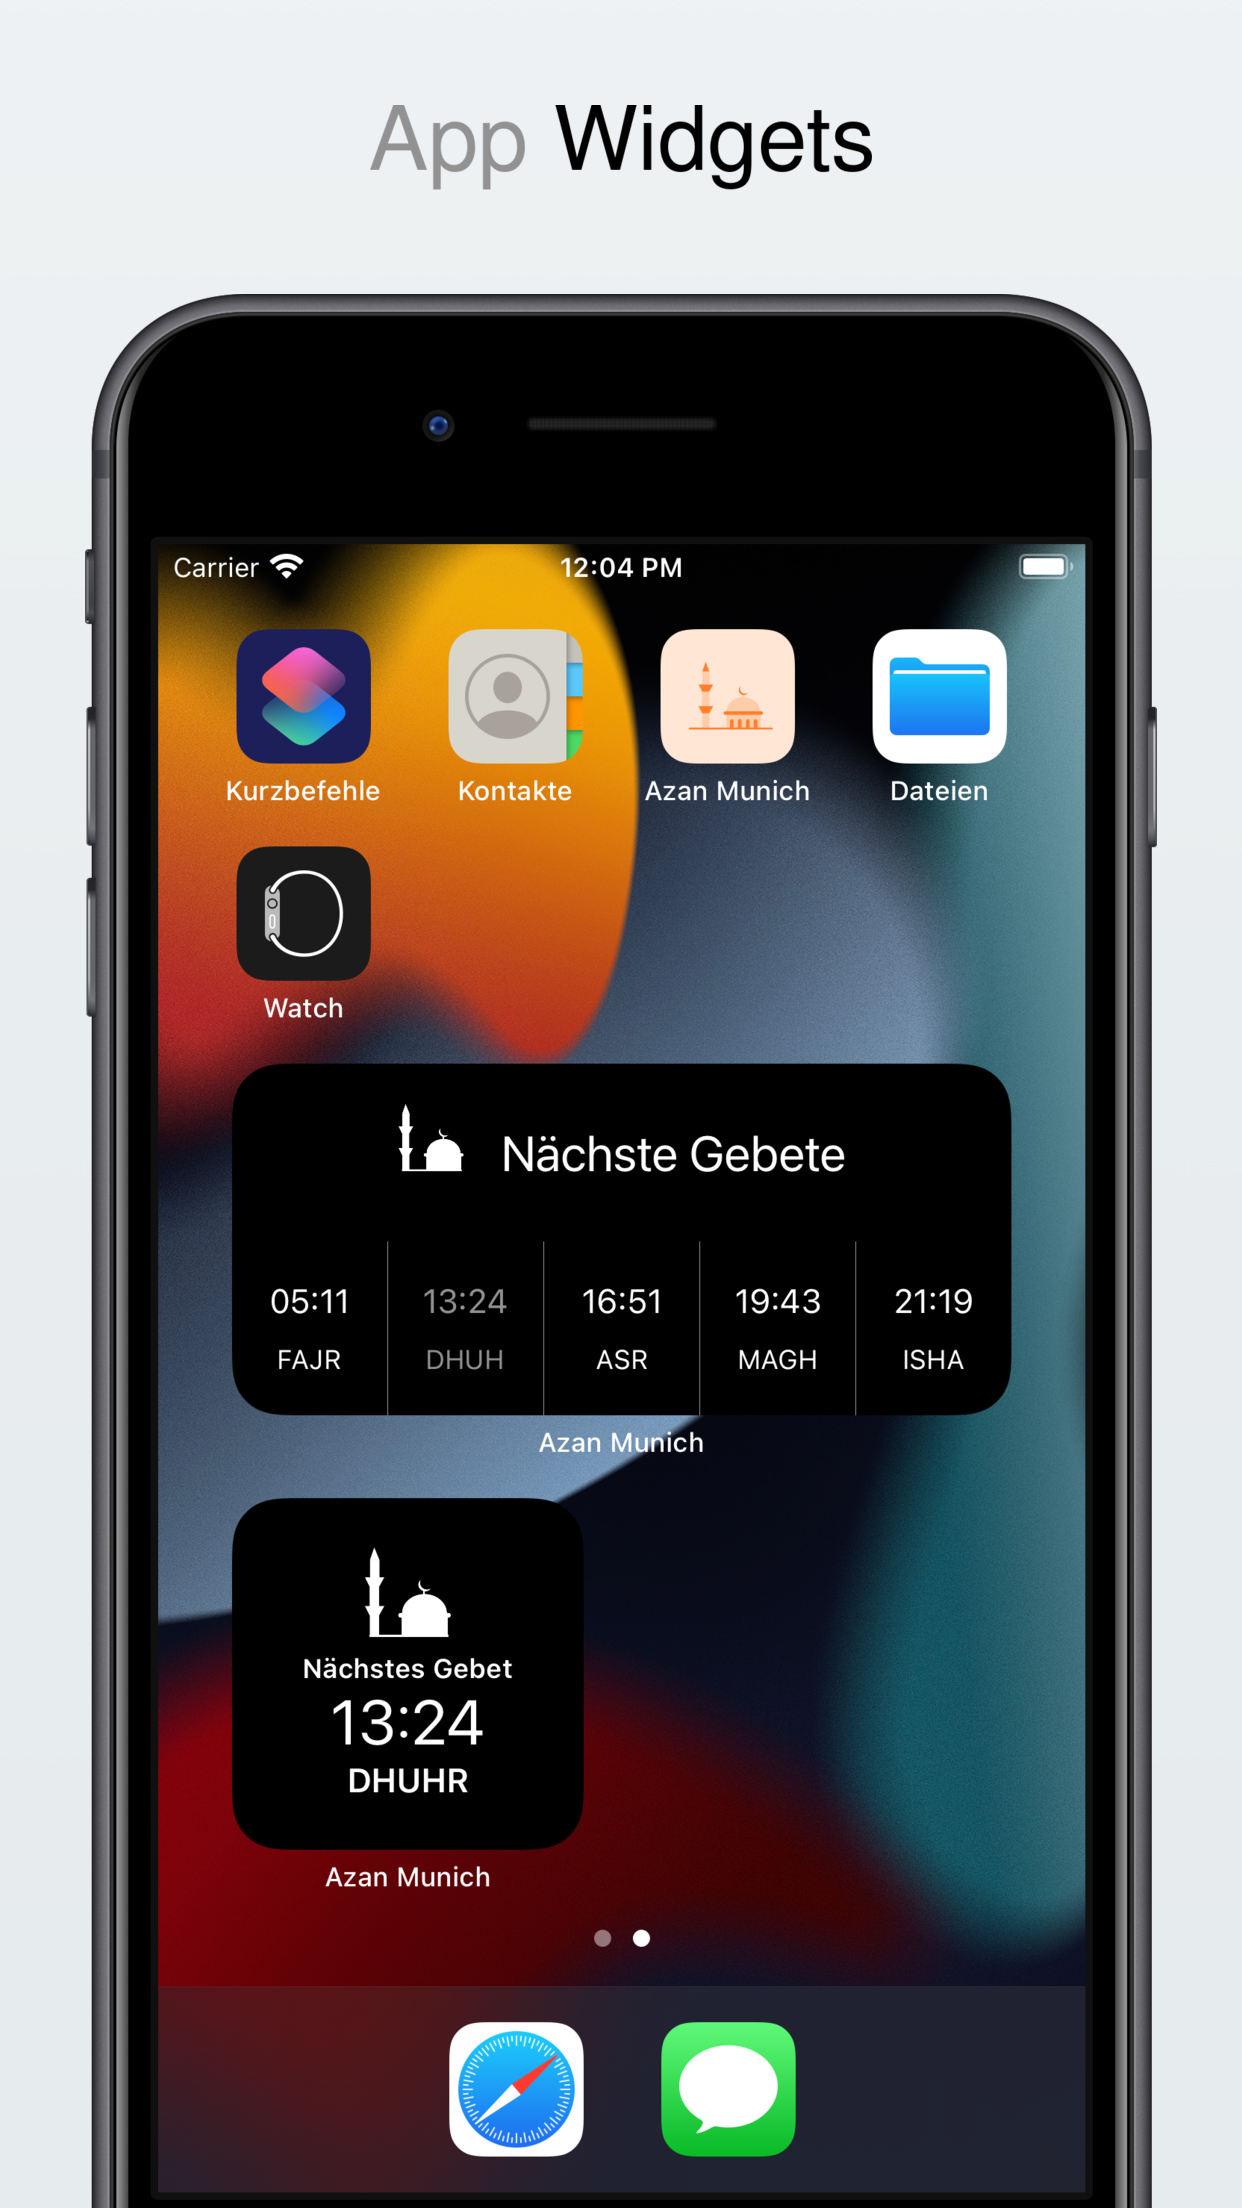 App Widgets
Carrier 12:04 PM
Kurzbefehle Kontakte Azan Munich Dateien
Watch
Nächste Gebete
05:11 13:24 16:51 19:43 21:19
FAJR DHUH ASR MAGH ISHA
Azan Munich
Nächstes Gebet
13:24
DHUHR
Azan Munich